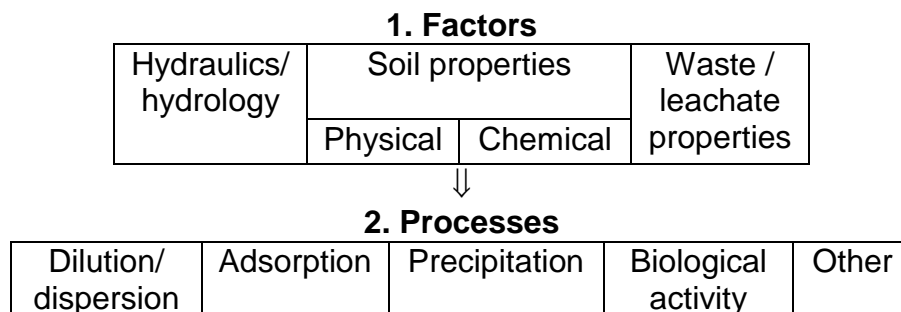 1. Factors
Hydraulics/
hydrology
Soil properties
Physical
Chemical
Waste /
leachate
properties
⇓
2. Processes
Dilution/
dispersion
Adsorption
Precipitation
Biological
activity
Other